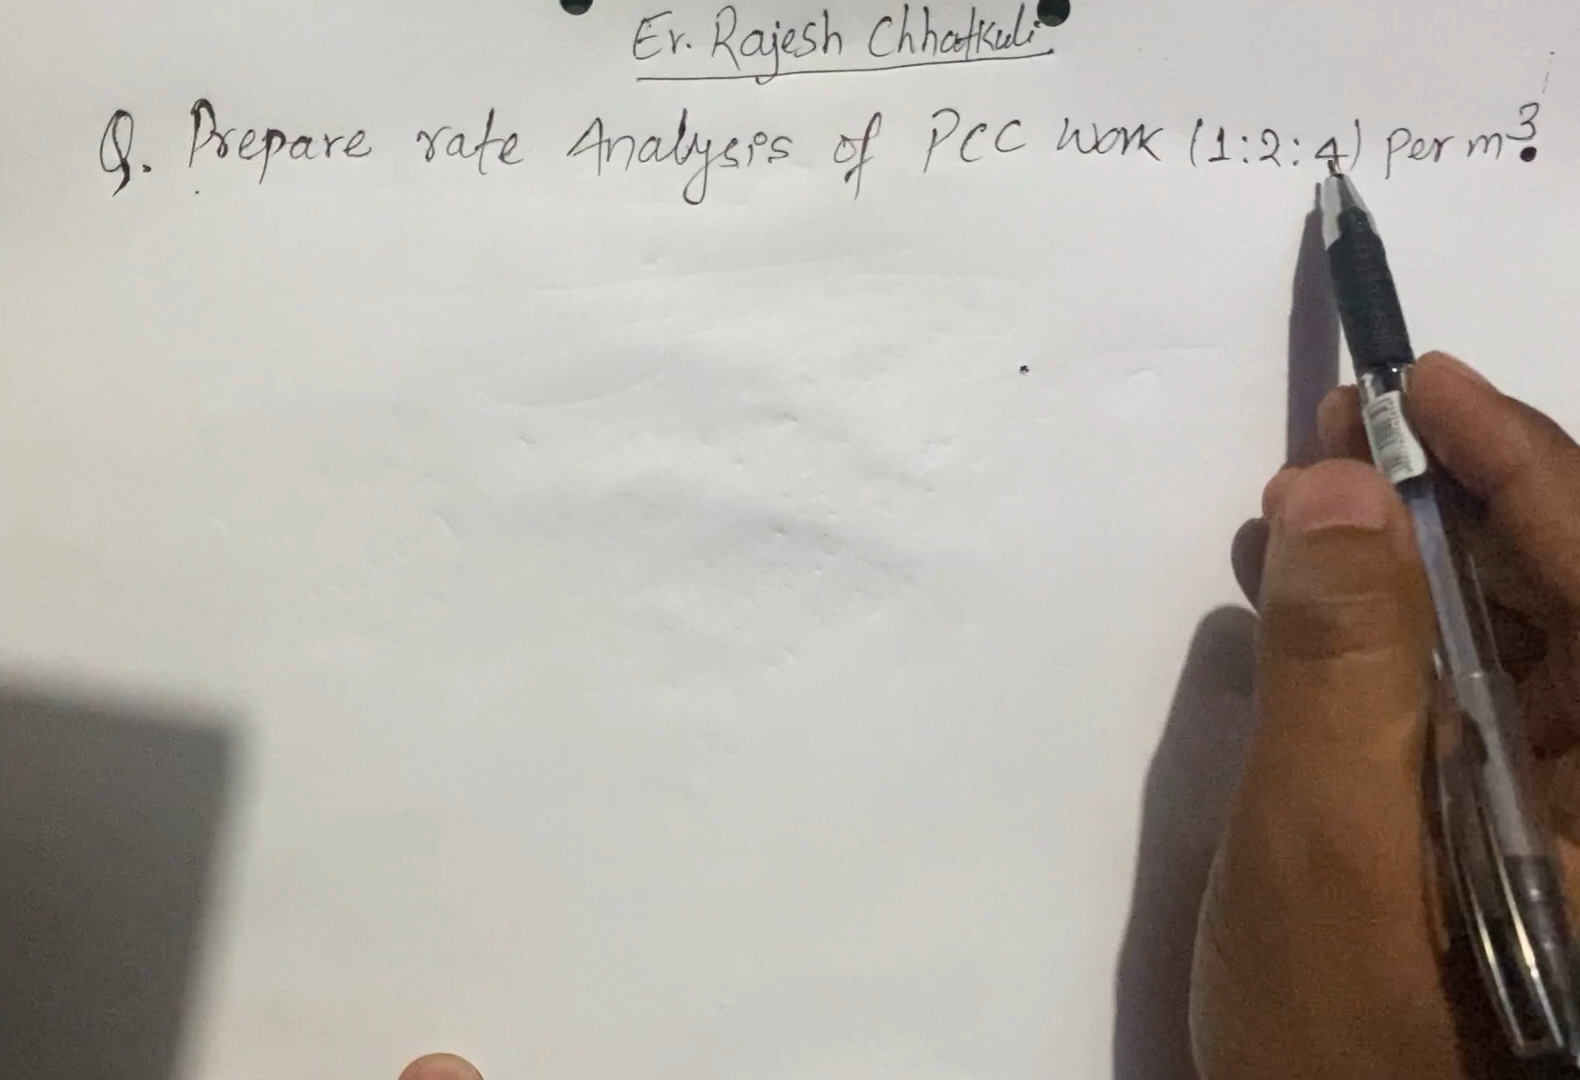 Er. Rajesh Chhatkuli
Q. Prepare rate Analysis of PCC work (1:2:4) per m³.